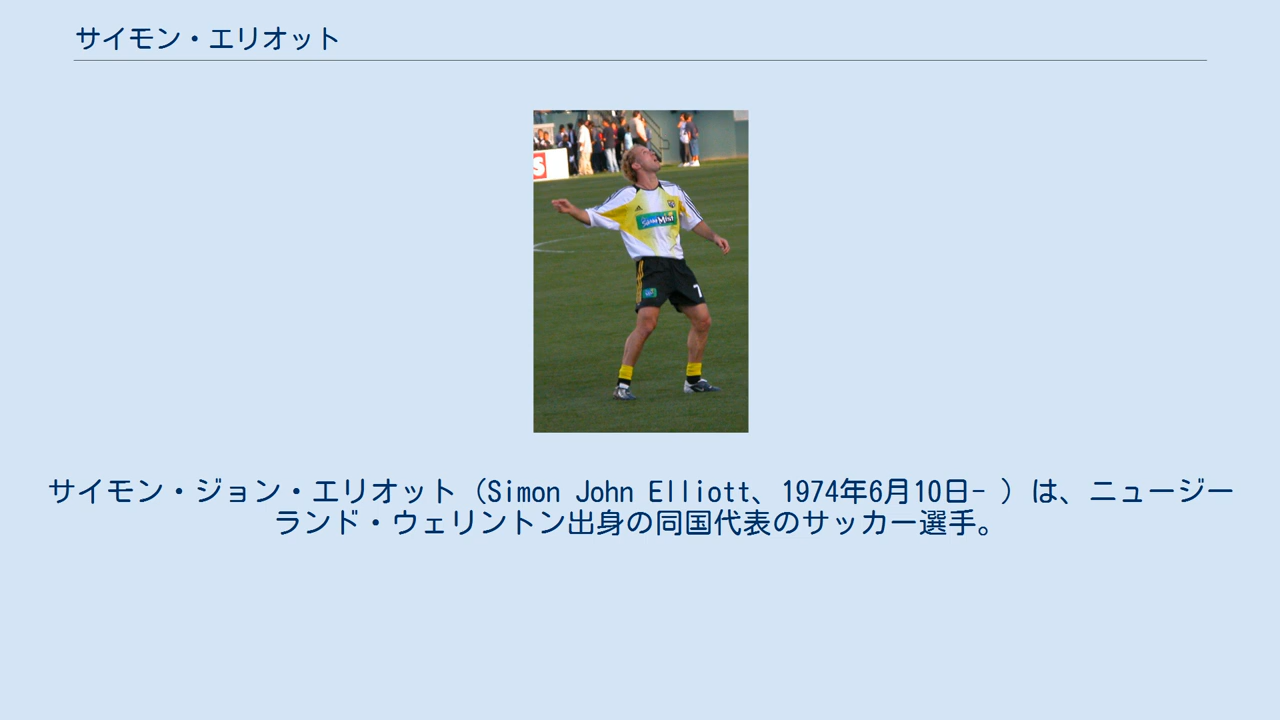 サイモン・エリオット
S
Sierra Mist
7
サイモン・ジョン・エリオット（Simon John Elliott、1974年6月10日- ）は、ニュージー
ランド・ウェリントン出身の同国代表のサッカー選手。